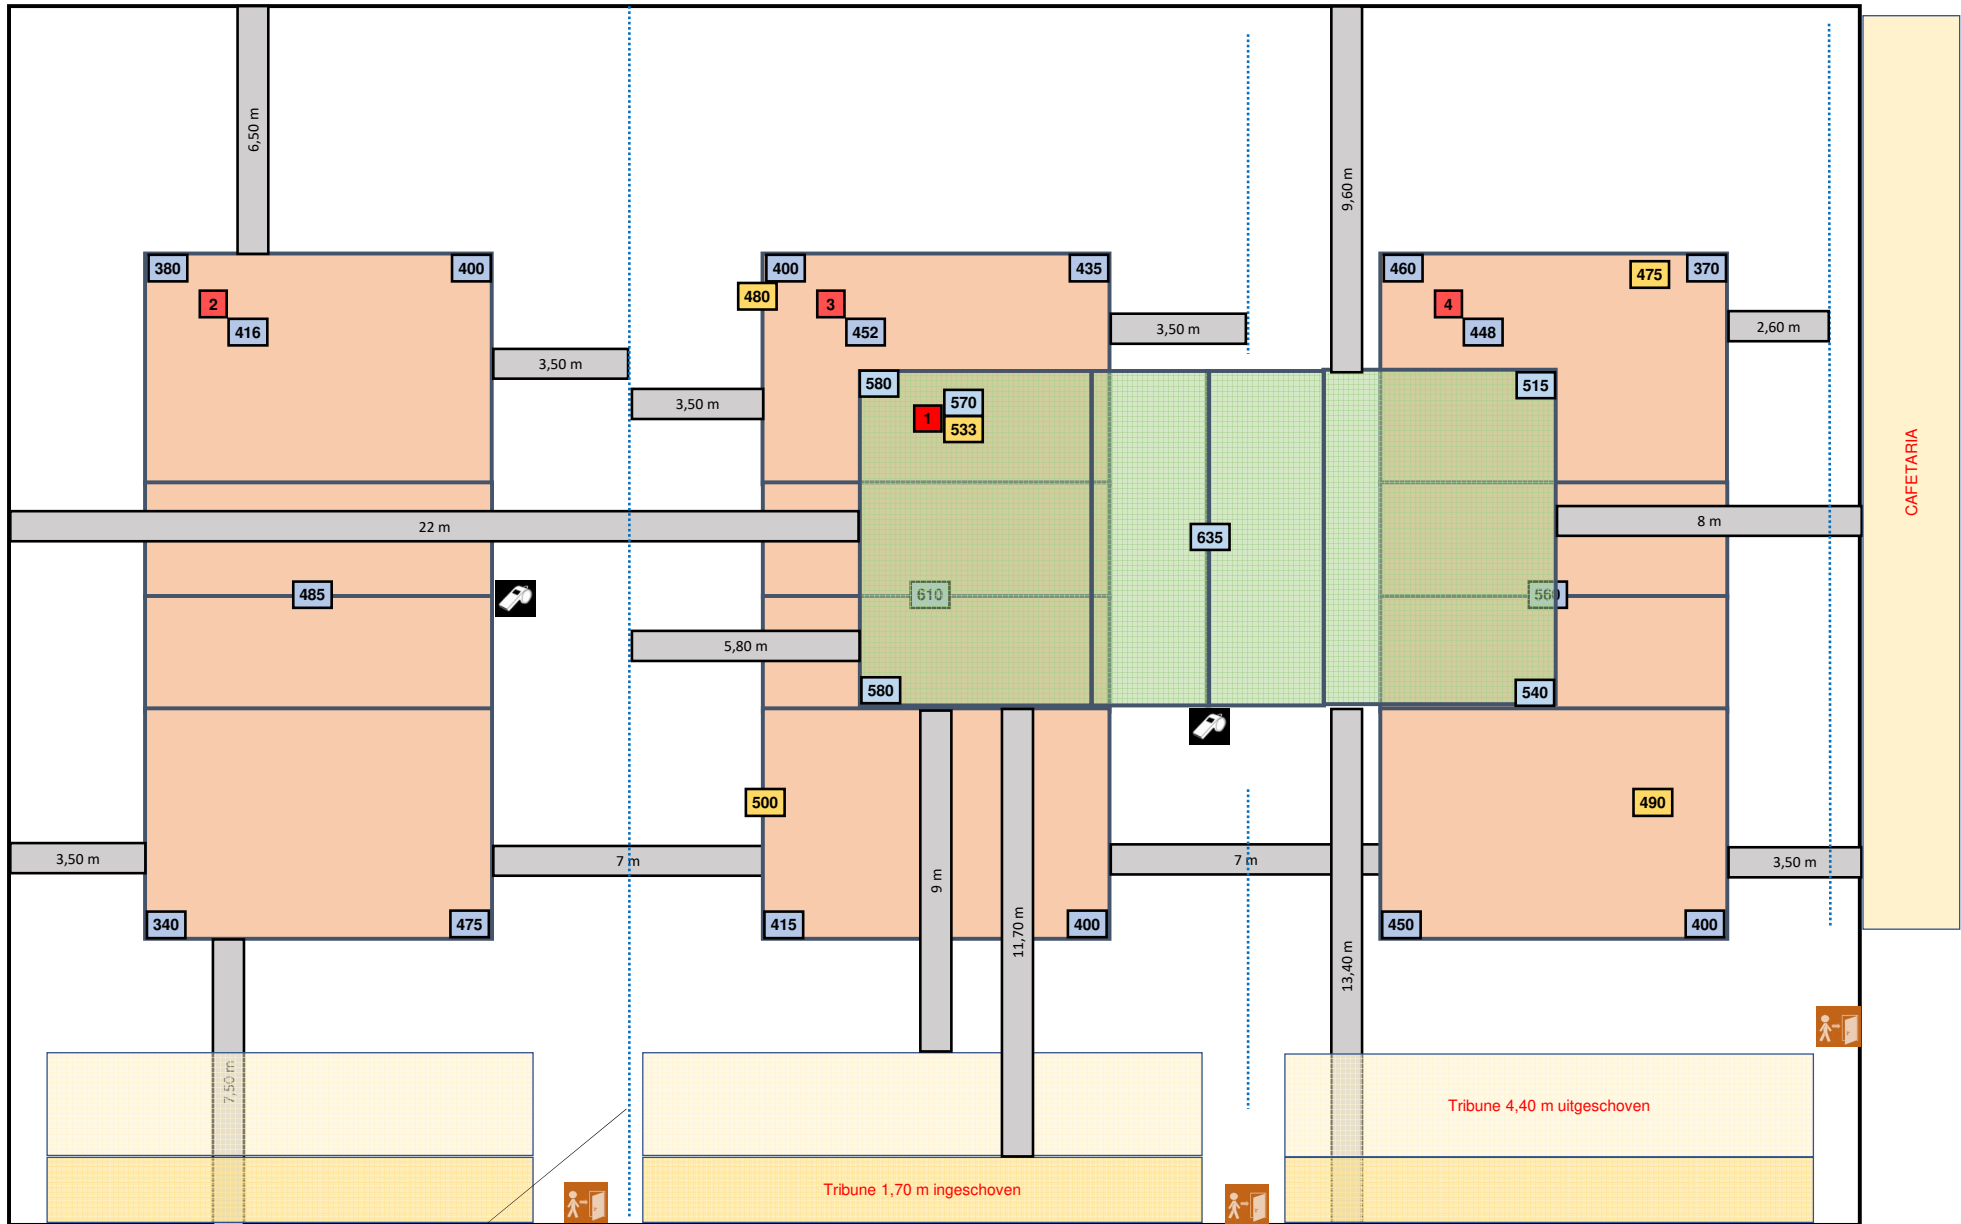 6,50 m
9,60 m
380
400
400
435
460
475
370
480
2
3
4
416
452
448
3,50 m
2,60 m
3,50 m
3,50 m
580
515
570
1
533
22 m
8 m
635
485
610
560
5,80 m
580
540
500
490
3,50 m
7 m
9 m
7 m
3,50 m
340
475
415
400
11,70 m
450
400
13,40 m
7,50 m
Tribune 4,40 m uitgeschoven
Tribune 1,70 m ingeschoven
CAFETARIA